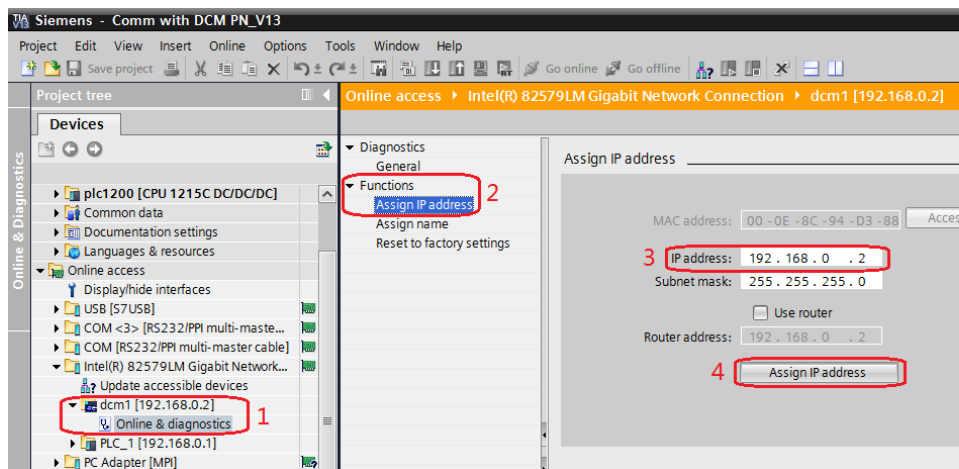 TIA V13 Siemens - Comm with DCM PN_V13
Project Edit View Insert Online Options Tools Window Help
Save project Go online Go offline
Project tree
Online access Intel(R) 82579LM Gigabit Network Connection dcm1 [192.168.0.2]
Devices
Online & Diagnostics
plc1200 [CPU 1215C DC/DC/DC]
Common data
Documentation settings
Languages & resources
Online access
Display/hide interfaces
USB [S7USB]
COM <3> [RS232/PPI multi-maste...
COM [RS232/PPI multi-master cable]
Intel(R) 82579LM Gigabit Network...
Update accessible devices
dcm1 [192.168.0.2]
Online & diagnostics
1
PLC_1 [192.168.0.1]
PC Adapter [MPI]
Diagnostics
General
Functions
Assign IP address
2
Assign name
Reset to factory settings
Assign IP address
MAC address: 00 -0E -8C -94 -D3 -88 Acces
3 IP address: 192 . 168 . 0 . 2
Subnet mask: 255 . 255 . 255 . 0
Use router
Router address: 192 . 168 . 0 . 2
4 Assign IP address